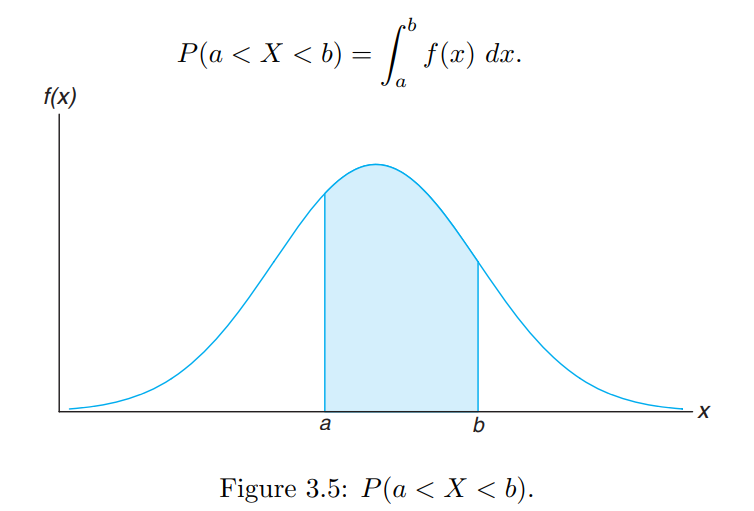 P(a < X < b) = ∫_a^b f(x) dx.
f(x)
x
a b
Figure 3.5: P(a < X < b).